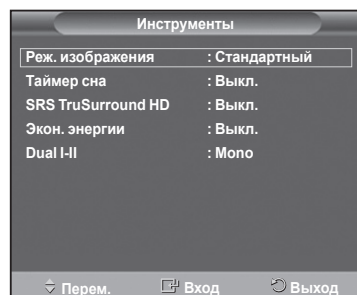 Инструменты
Реж. изображения : Стандартный
Таймер сна : Выкл.
SRS TruSurround HD : Выкл.
Экон. энергии : Выкл.
Dual I-II : Mono
Перем. Вход Выход